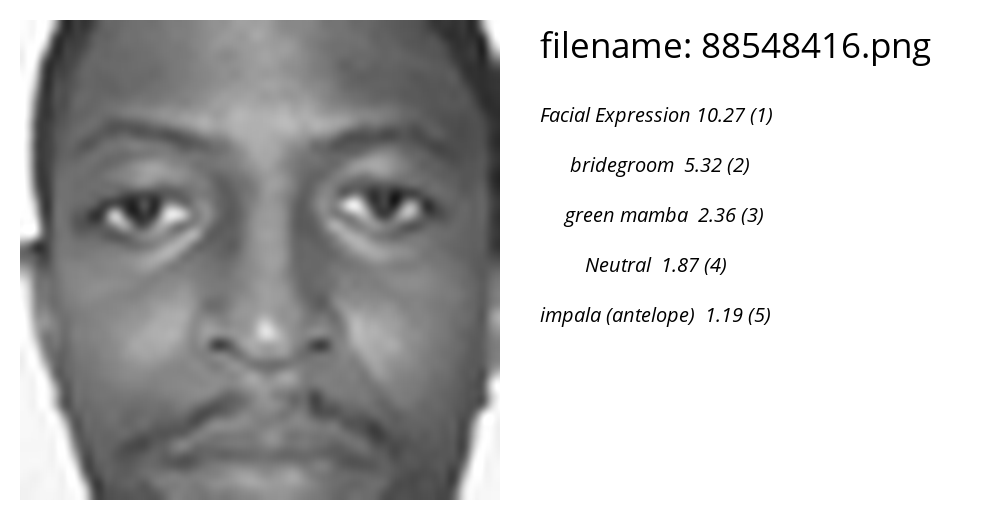 filename: 88548416.png
Facial Expression 10.27 (1)
bridegroom 5.32 (2)
green mamba 2.36 (3)
Neutral 1.87 (4)
impala (antelope) 1.19 (5)